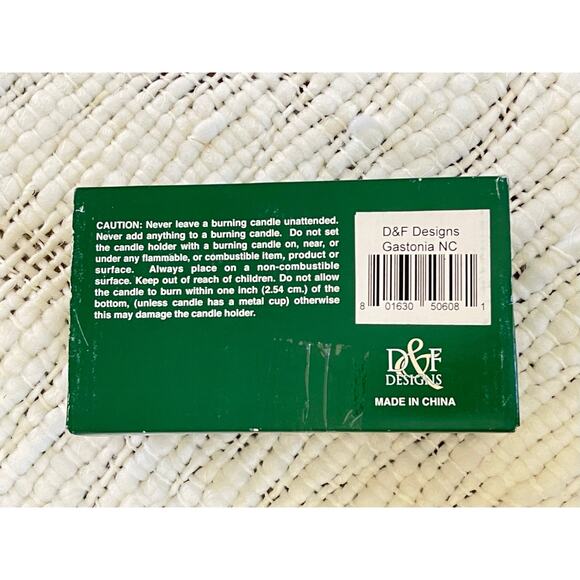 CAUTION: Never leave a burning candle unattended.
Never add anything to a burning candle. Do not set
the candle holder with a burning candle on, near, or
under any flammable, or combustible item, product or
surface. Always place on a non-combustible
surface. Keep out of reach of children. Do not allow
the candle to burn within one inch (2.54 cm.) of the
bottom, (unless candle has a metal cup) otherwise
this may damage the candle holder.
D&F Designs
Gastonia NC
8 01630 50608 1
D&F
DESIGNS
MADE IN CHINA